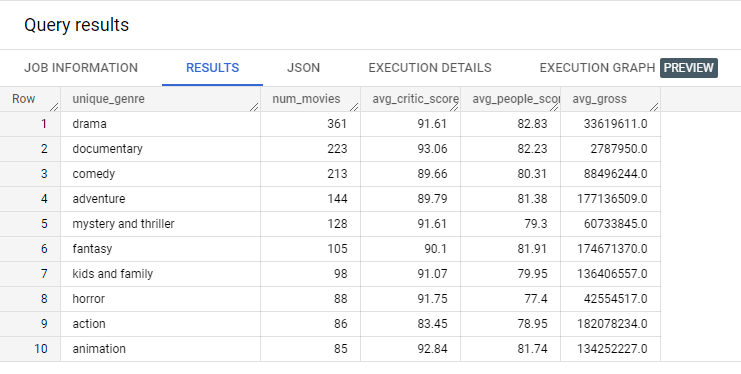 Query results
JOB INFORMATION RESULTS JSON EXECUTION DETAILS EXECUTION GRAPH PREVIEW
Row unique_genre num_movies avg_critic_score avg_people_scor avg_gross
1 drama 361 91.61 82.83 33619611.0
2 documentary 223 93.06 82.23 2787950.0
3 comedy 213 89.66 80.31 88496244.0
4 adventure 144 89.79 81.38 177136509.0
5 mystery and thriller 128 91.61 79.3 60733845.0
6 fantasy 105 90.1 81.91 174671370.0
7 kids and family 98 91.07 79.95 136406557.0
8 horror 88 91.75 77.4 42554517.0
9 action 86 83.45 78.95 182078234.0
10 animation 85 92.84 81.74 134252227.0